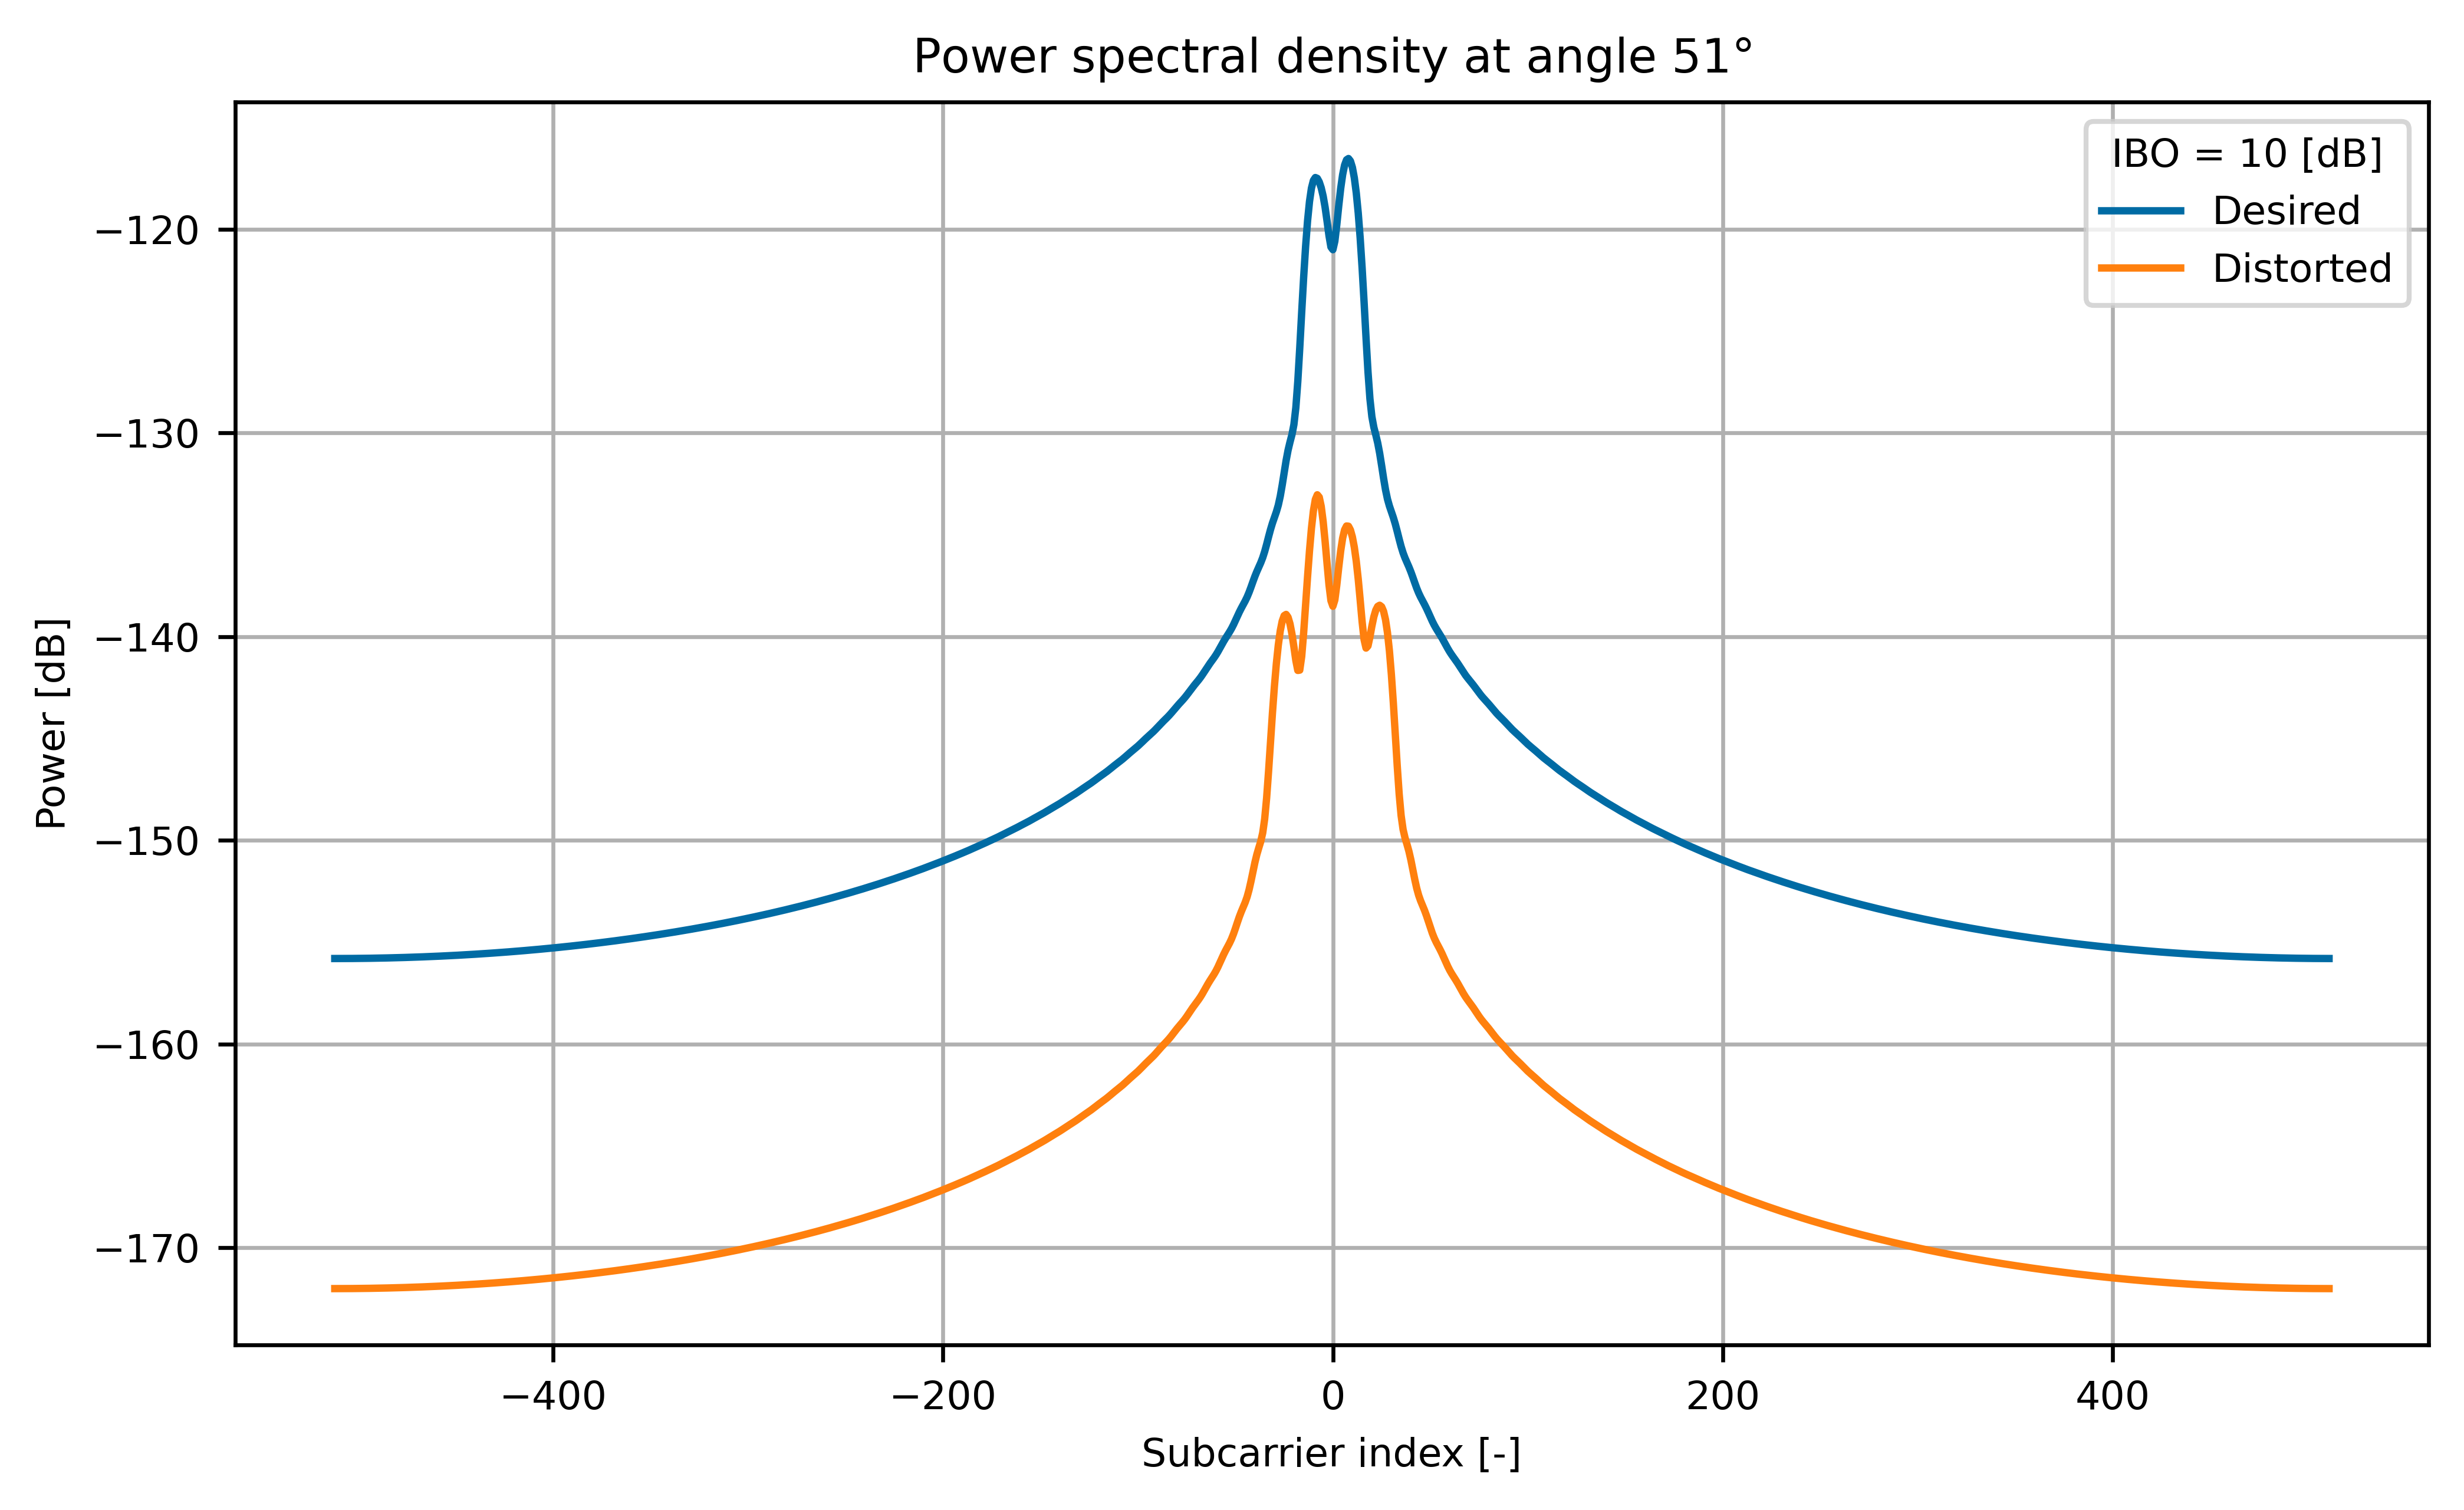 Power spectral density at angle 51°
IBO = 10 [dB]
Desired
Distorted
Power [dB]
−120
−130
−140
−150
−160
−170
−400
−200
0
200
400
Subcarrier index [-]